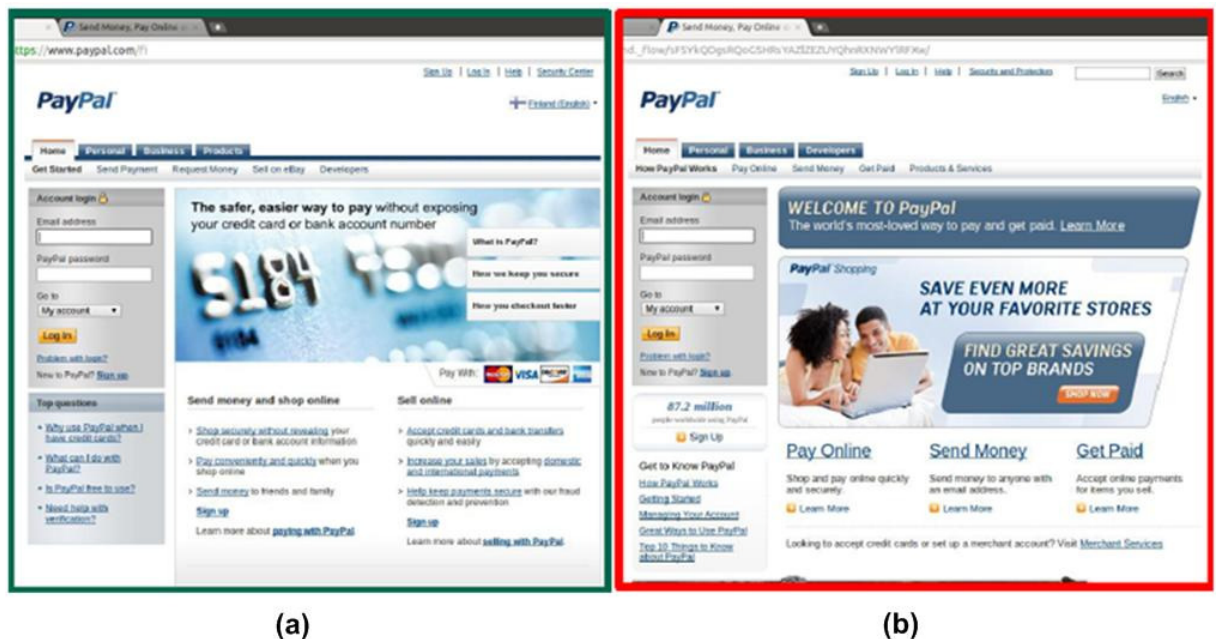 Send Money, Pay Online
https://www.paypal.com/fi
Sign Up | Log In | Help | Security Center
PayPal
Finland (English)
Home Personal Business Products
Get Started Send Payment Request Money Sell on eBay Developers
Account login
Email address
PayPal password
Go to
My account
Log In
Problem with login?
New to PayPal? Sign up.
Top questions
• Why use PayPal when I
have credit cards?
• What can I do with
PayPal?
• Is PayPal free to use?
• Need help with
verification?
The safer, easier way to pay without exposing
your credit card or bank account number
What is PayPal?
How we keep you secure
How you checkout faster
5184
Pay With: VISA
Send money and shop online
> Shop securely without revealing your
credit card or bank account information
> Pay conveniently and quickly when you
shop online
> Send money to friends and family
Sign up
Learn more about paying with PayPal.
Sell online
> Accept credit cards and bank transfers
quickly and easily
> Increase your sales by accepting domestic
and international payments
> Help keep payments secure with our fraud
detection and prevention
Sign up
Learn more about selling with PayPal.
(a)
Send Money, Pay Online
Sign Up | Log In | Help | Security and Protection Search
PayPal
English
Home Personal Business Developers
How PayPal Works Pay Online Send Money Get Paid Products & Services
Account login
Email address
PayPal password
Go to
My account
Log In
Problem with login?
New to PayPal? Sign up.
87.2 million
people worldwide using PayPal
Sign Up
Get to Know PayPal
How PayPal Works
Getting Started
Managing Your Account
Great Ways to Use PayPal
Top 10 Things to Know
about PayPal
WELCOME TO PayPal
The world's most-loved way to pay and get paid. Learn More
PayPal Shopping
SAVE EVEN MORE
AT YOUR FAVORITE STORES
FIND GREAT SAVINGS
ON TOP BRANDS
SHOP NOW
Pay Online
Shop and pay online quickly
and securely.
Learn More
Send Money
Send money to anyone with
an email address.
Learn More
Get Paid
Accept online payments
for items you sell.
Learn More
Looking to accept credit cards or set up a merchant account? Visit Merchant Services
(b)